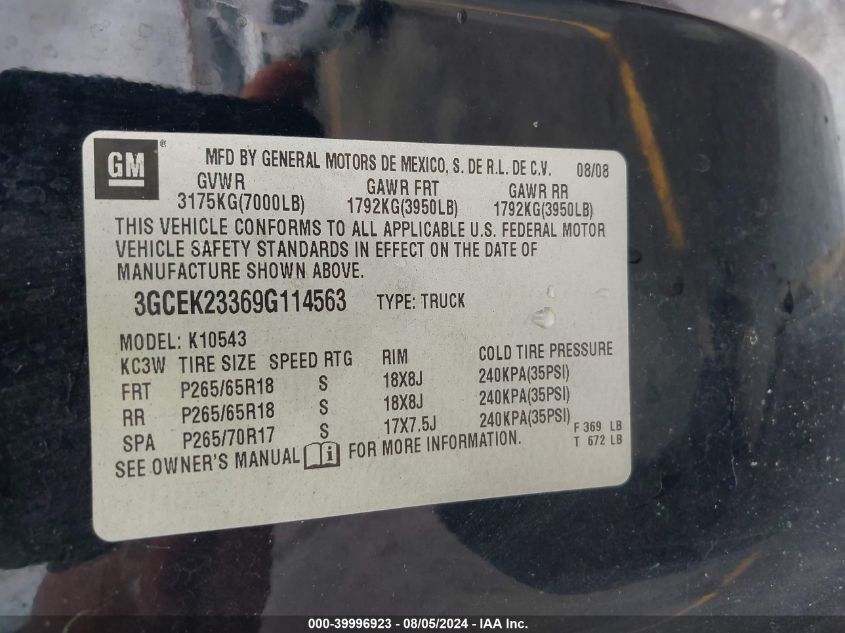 GM ® MFD BY GENERAL MOTORS DE MEXICO, S. DE R.L. DE C.V. 08/08
GVWR GAWR FRT GAWR RR
3175KG(7000LB) 1792KG(3950LB) 1792KG(3950LB)
THIS VEHICLE CONFORMS TO ALL APPLICABLE U.S. FEDERAL MOTOR
VEHICLE SAFETY STANDARDS IN EFFECT ON THE DATE OF
MANUFACTURE SHOWN ABOVE.
3GCEK23369G114563 TYPE: TRUCK
MODEL: K10543
KC3W TIRE SIZE SPEED RTG RIM COLD TIRE PRESSURE
FRT P265/65R18 S 18X8J 240KPA(35PSI)
RR P265/65R18 S 18X8J 240KPA(35PSI)
SPA P265/70R17 S 17X7.5J 240KPA(35PSI) F 369 LB
SEE OWNER'S MANUAL i FOR MORE INFORMATION. T 672 LB
000-39996923 - 08/05/2024 - IAA Inc.